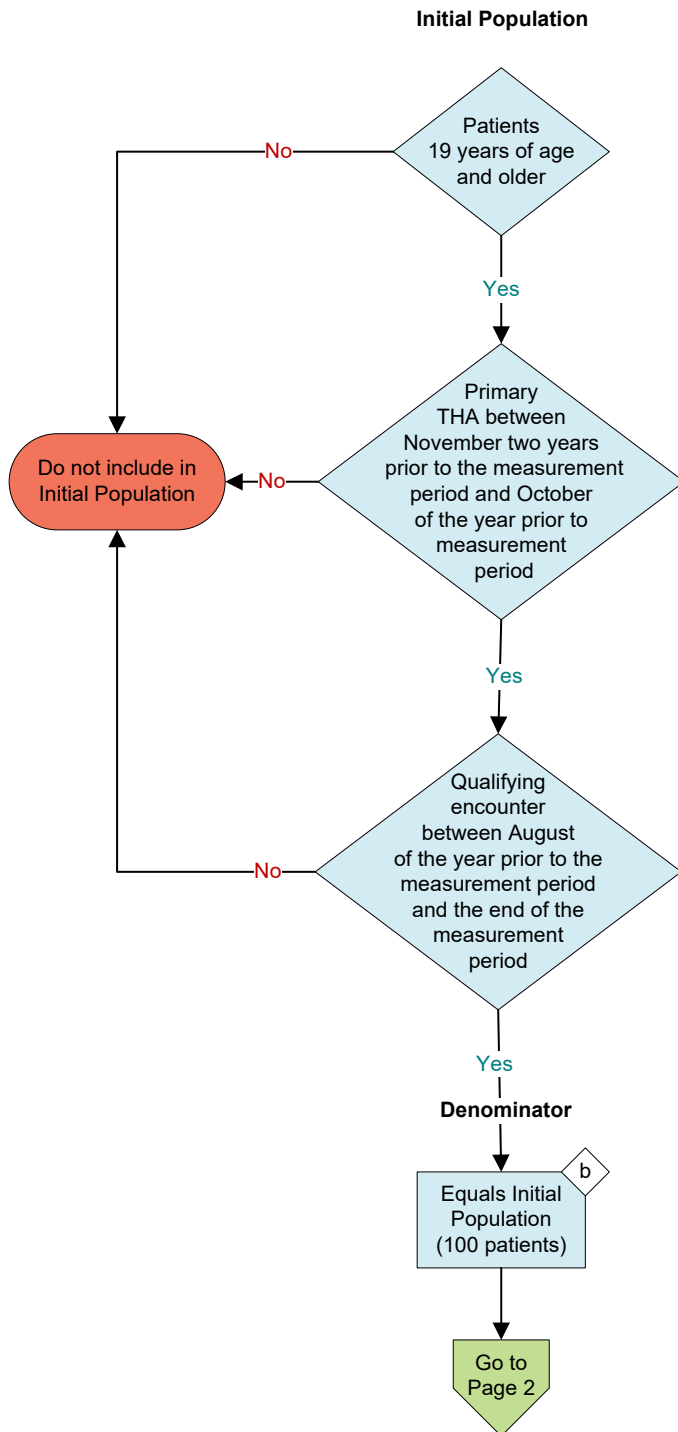 Initial Population
Patients
19 years of age
and older
No
Yes
Primary
THA between
November two years
prior to the measurement
period and October
of the year prior to
measurement
period
No
Do not include in
Initial Population
Yes
Qualifying
encounter
between August
of the year prior to the
measurement period
and the end of the
measurement
period
No
Yes
Denominator
b
Equals Initial
Population
(100 patients)
Go to
Page 2